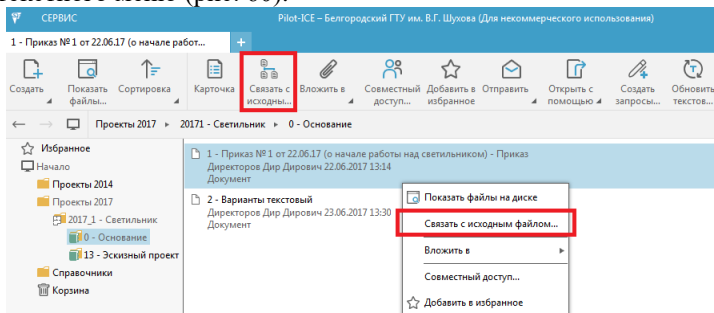 СЕРВИС
Pilot-ICE – Белгородский ГТУ им. В.Г. Шухова (Для некоммерческого использования)
1 - Приказ № 1 от 22.06.17 (о начале работ... +
Создать
Показать файлы...
Сортировка
Карточка
Связать с исходны...
Вложить в
Совместный доступ...
Добавить в избранное
Отправить
Открыть с помощью
Создать запросы...
Обновить текстов...
Проекты 2017 ▸ 20171 - Светильник ▸ 0 - Основание
Избранное
Начало
Проекты 2014
Проекты 2017
2017_1 - Светильник
0 - Основание
13 - Эскизный проект
Справочники
Корзина
1 - Приказ № 1 от 22.06.17 (о начале работы над светильником) - Приказ
Директоров Дир Дирович 22.06.2017 13:14
Документ
2 - Варианты текстовый
Директоров Дир Дирович 23.06.2017 13:30
Документ
Показать файлы на диске
Связать с исходным файлом...
Вложить в
Совместный доступ...
Добавить в избранное